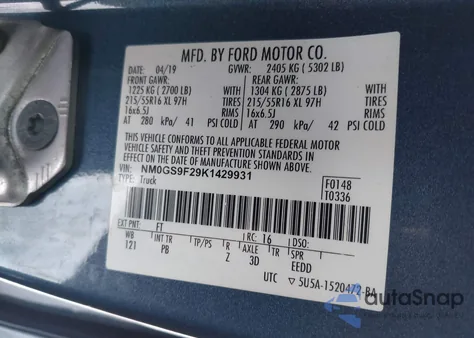 MFD. BY FORD MOTOR CO.
04/19 GVWR: 2405 KG ( 5302 LB)
FRONT GAWR: REAR GAWR:
1225 KG ( 2700 LB) 1304 KG ( 2875 LB)
215/55R16 XL 97H WITH 215/55R16 XL 97H WITH
16x6.5J TIRES 16x6.5J TIRES
RIMS RIMS
AT 280 kPa/ 41 PSI COLD AT 290 kPa/ 42 PSI COLD
THIS VEHICLE CONFORMS TO ALL APPLICABLE FEDERAL MOTOR
VEHICLE SAFETY AND THEFT PREVENTION STANDARDS IN
EFFECT ON THE DATE OF MANUFACTURE SHOWN ABOVE.
VIN: NM0GS9F29K1429931
TYPE: Truck
F0148
T0336
EXT PNT: FT RC: 16 DSO:
WB INT TR TP/PS R AXLE TR SPR
121 PB Z 3D EEDD
UTC ▽ 5U5A-1520472-BA
autoSnap